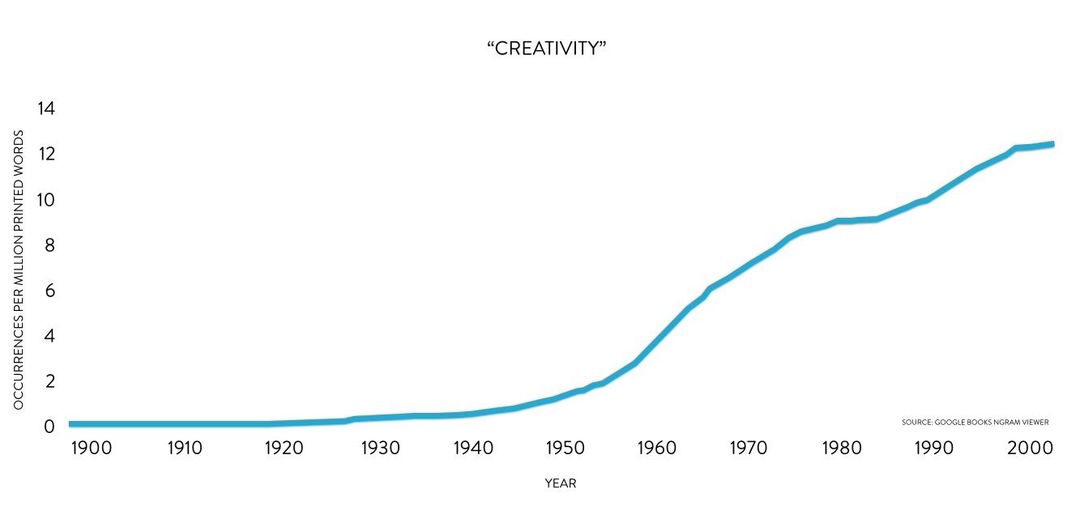 “CREATIVITY”
OCCURRENCES PER MILLION PRINTED WORDS
14
12
10
8
6
4
2
0
SOURCE: GOOGLE BOOKS NGRAM VIEWER
1900 1910 1920 1930 1940 1950 1960 1970 1980 1990 2000
YEAR